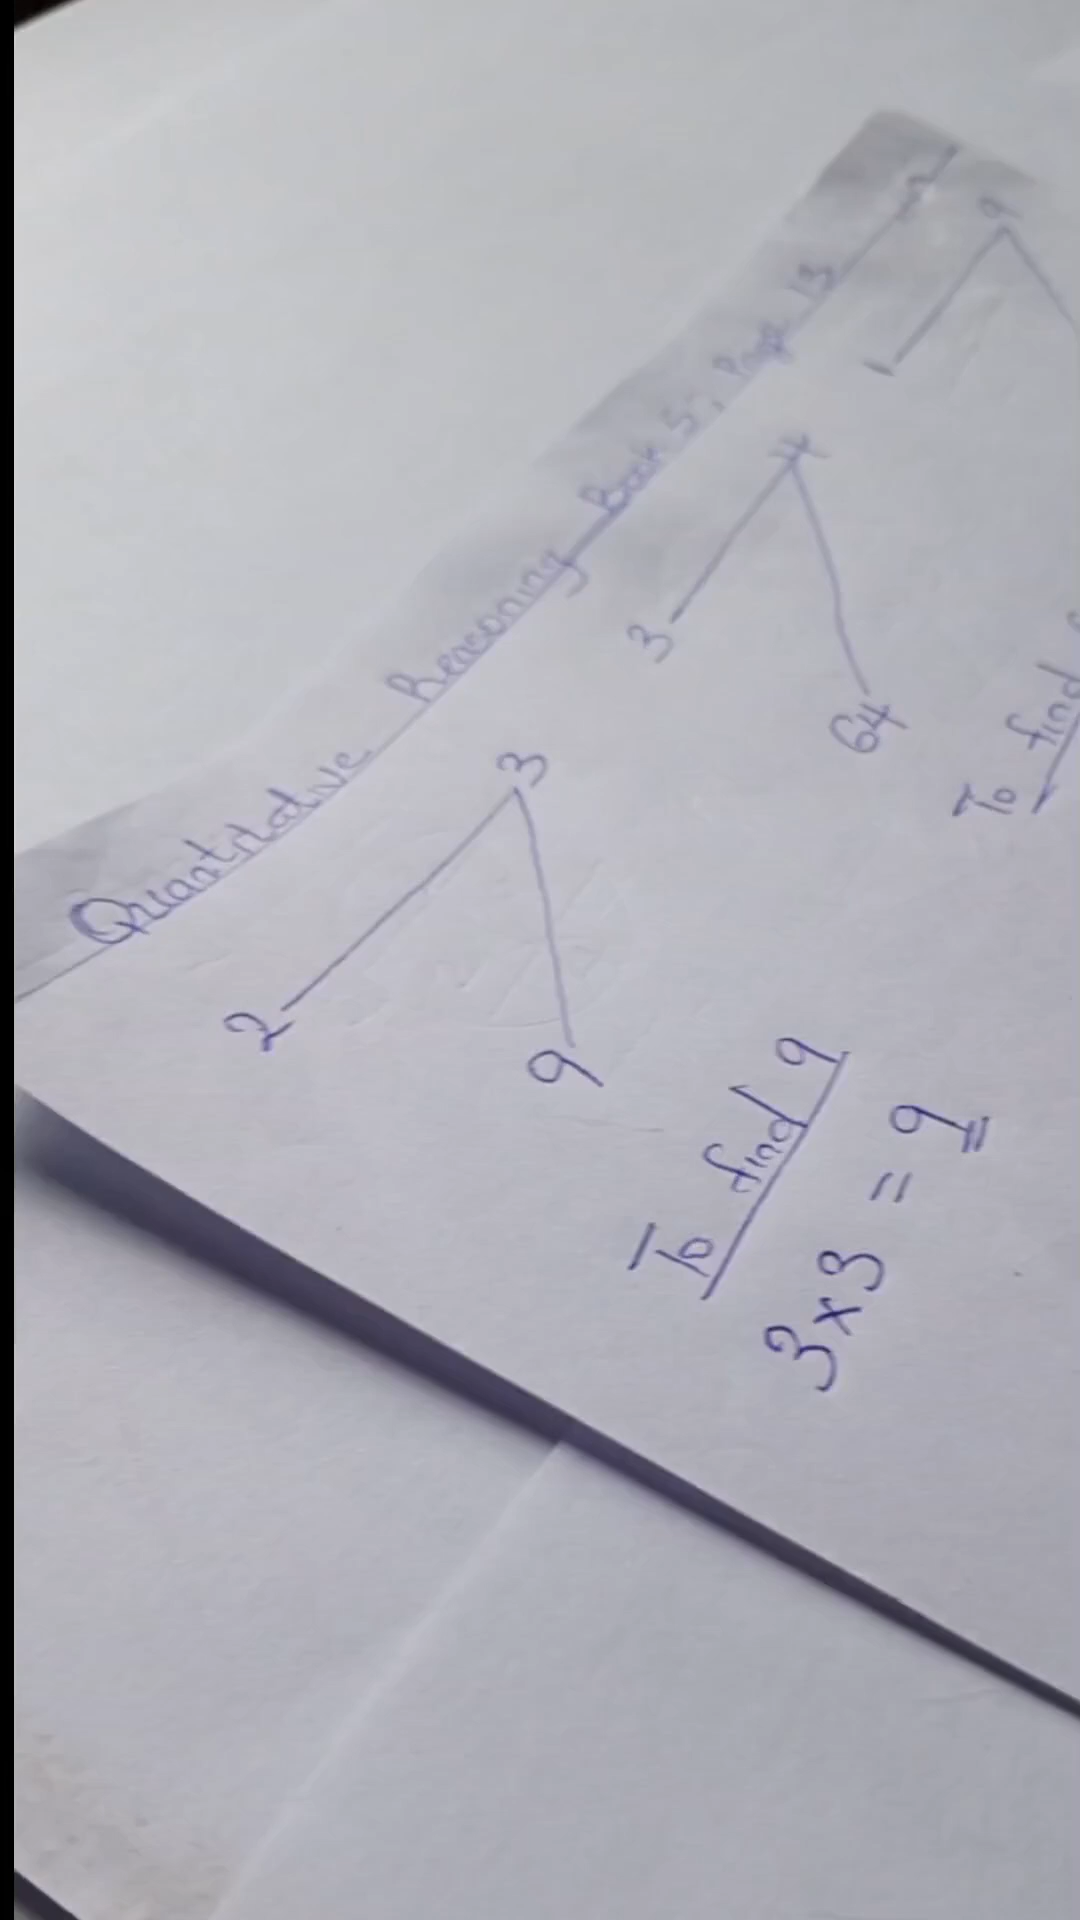 Quantitative Reasoning Book 5, Page 13
3 4 9
2 9 3 64 1
To find 9 To find
3 x 3 = 9